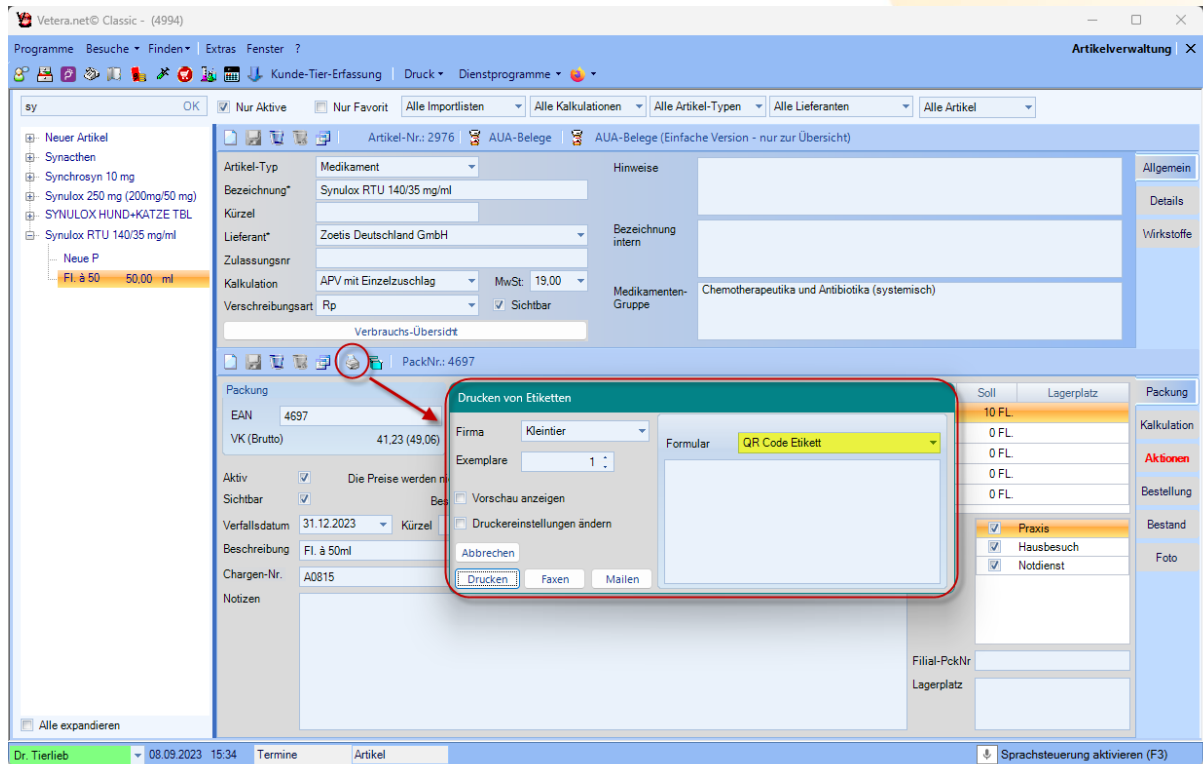 Vetera.net© Classic - (4994)
Programme Besuche Finden Extras Fenster ? Artikelverwaltung X
Kunde-Tier-Erfassung Druck Dienstprogramme
sy OK Nur Aktive Nur Favorit Alle Importlisten Alle Kalkulationen Alle Artikel-Typen Alle Lieferanten Alle Artikel
Neuer Artikel
Synacthen
Synchrosyn 10 mg
Synulox 250 mg (200mg/50 mg)
SYNULOX HUND+KATZE TBL
Synulox RTU 140/35 mg/ml
Neue P
Fl. à 50 50,00 ml
Alle expandieren
Artikel-Nr.: 2976 AUA-Belege AUA-Belege (Einfache Version - nur zur Übersicht)
Artikel-Typ Medikament
Bezeichnung* Synulox RTU 140/35 mg/ml
Kürzel
Lieferant* Zoetis Deutschland GmbH
Zulassungsnr
Kalkulation APV mit Einzelzuschlag MwSt: 19,00
Verschreibungsart Rp Sichtbar
Verbrauchs-Übersicht
Hinweise
Bezeichnung
intern
Medikamenten-
Gruppe
Chemotherapeutika und Antibiotika (systemisch)
Allgemein
Details
Wirkstoffe
PackNr.: 4697
Packung
EAN 4697
VK (Brutto) 41,23 (49,06)
Aktiv Die Preise werden
Sichtbar Bes
Verfallsdatum 31.12.2023 Kürzel
Beschreibung Fl. à 50ml
Chargen-Nr. A0815
Notizen
Drucken von Etiketten
Firma Kleintier
Exemplare 1
Vorschau anzeigen
Druckereinstellungen ändern
Abbrechen
Drucken Faxen Mailen
Formular QR Code Etikett
Soll Lagerplatz
10 FL.
0 FL.
0 FL.
0 FL.
0 FL.
Praxis
Hausbesuch
Notdienst
Filial-PckNr
Lagerplatz
Packung
Kalkulation
Aktionen
Bestellung
Bestand
Foto
Dr. Tierlieb 08.09.2023 15:34 Termine Artikel Sprachsteuerung aktivieren (F3)